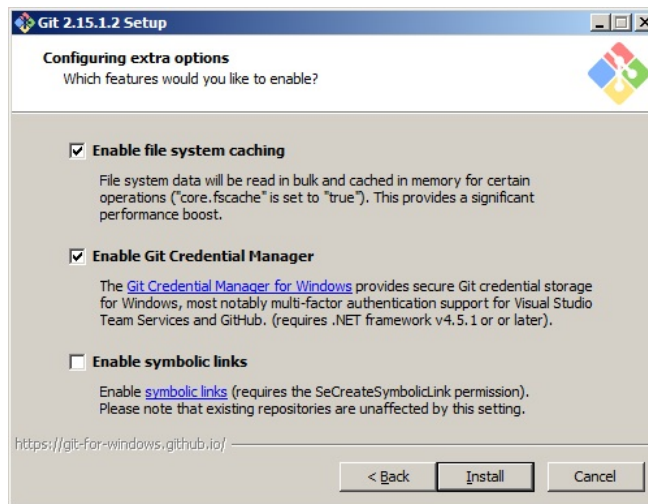 Git 2.15.1.2 Setup
Configuring extra options
Which features would you like to enable?
Enable file system caching
File system data will be read in bulk and cached in memory for certain
operations ("core.fscache" is set to "true"). This provides a significant
performance boost.
Enable Git Credential Manager
The Git Credential Manager for Windows provides secure Git credential storage
for Windows, most notably multi-factor authentication support for Visual Studio
Team Services and GitHub. (requires .NET framework v4.5.1 or or later).
Enable symbolic links
Enable symbolic links (requires the SeCreateSymbolicLink permission).
Please note that existing repositories are unaffected by this setting.
https://git-for-windows.github.io/
< Back
Install
Cancel